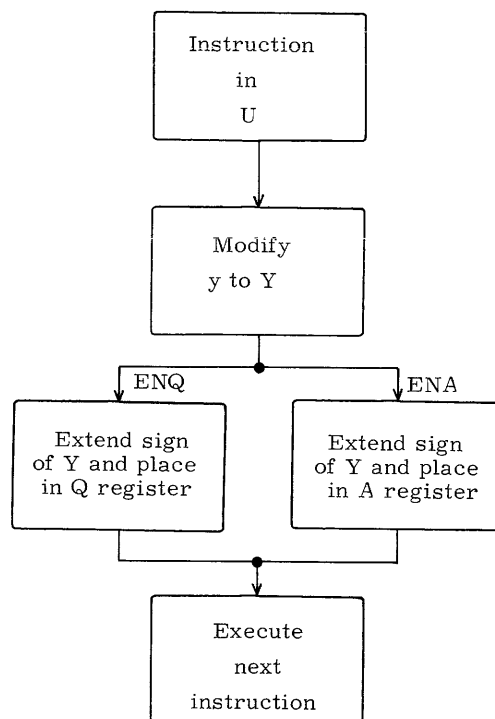 Instruction
in
U
Modify
y to Y
ENQ
ENA
Extend sign
of Y and place
in Q register
Extend sign
of Y and place
in A register
Execute
next
instruction